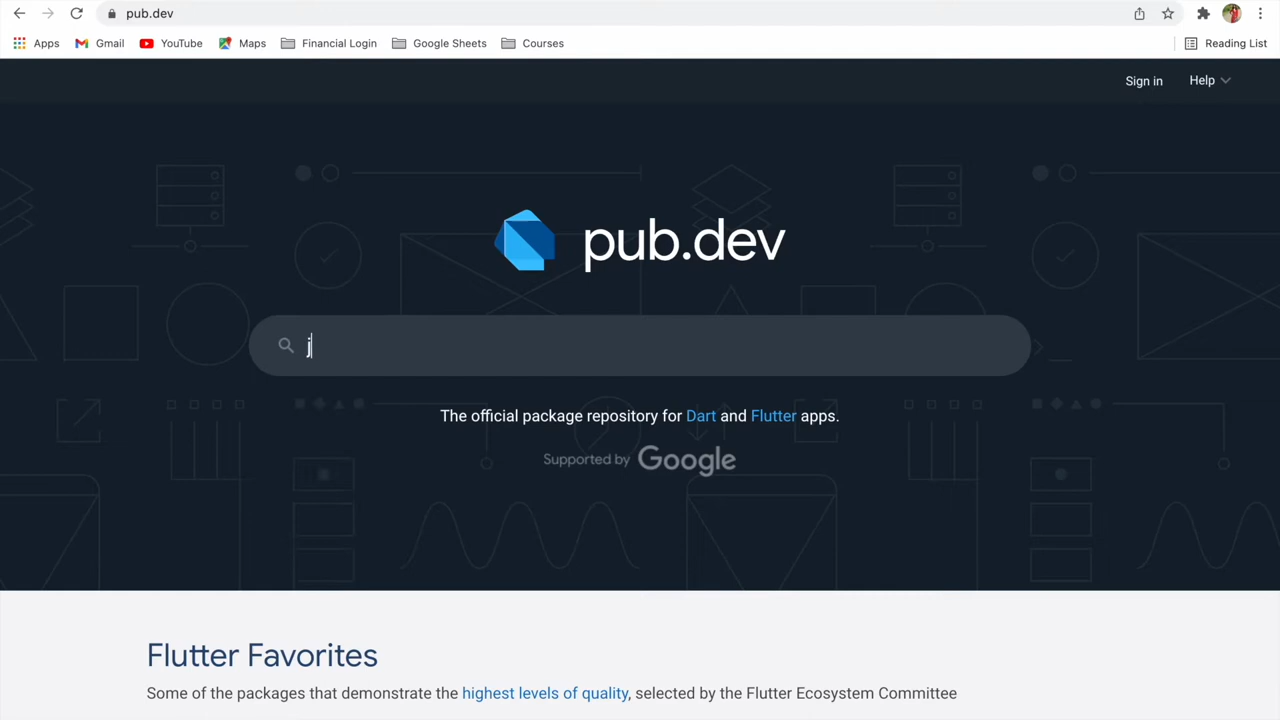 pub.dev
Apps Gmail YouTube Maps Financial Login Google Sheets Courses Reading List
Sign in Help
pub.dev
j
The official package repository for Dart and Flutter apps.
Supported by Google
Flutter Favorites
Some of the packages that demonstrate the highest levels of quality, selected by the Flutter Ecosystem Committee